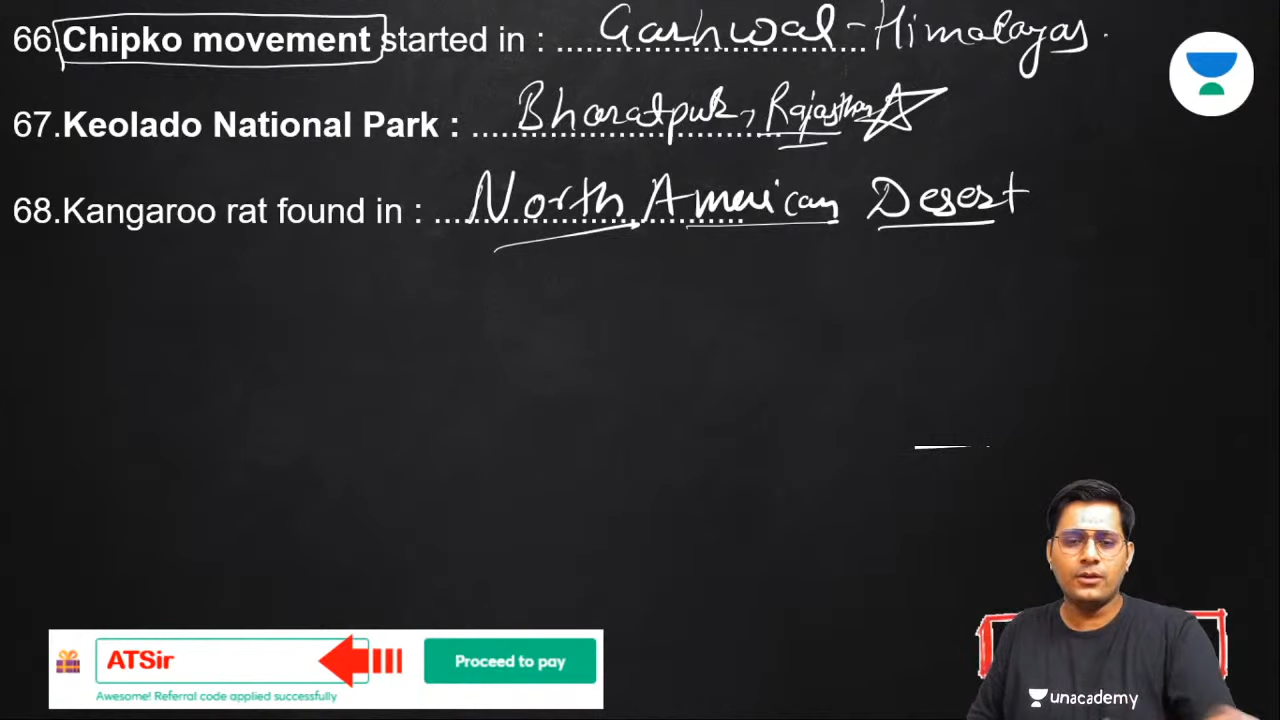 66.Chipko movement started in : .............................. Garhwal-Himalayas.
67.Keolado National Park : .............................. Bharatpur, Rajasthan
68.Kangaroo rat found in : .............................. North American Desert
ATSir
Proceed to pay
Awesome! Referral code applied successfully
unacademy